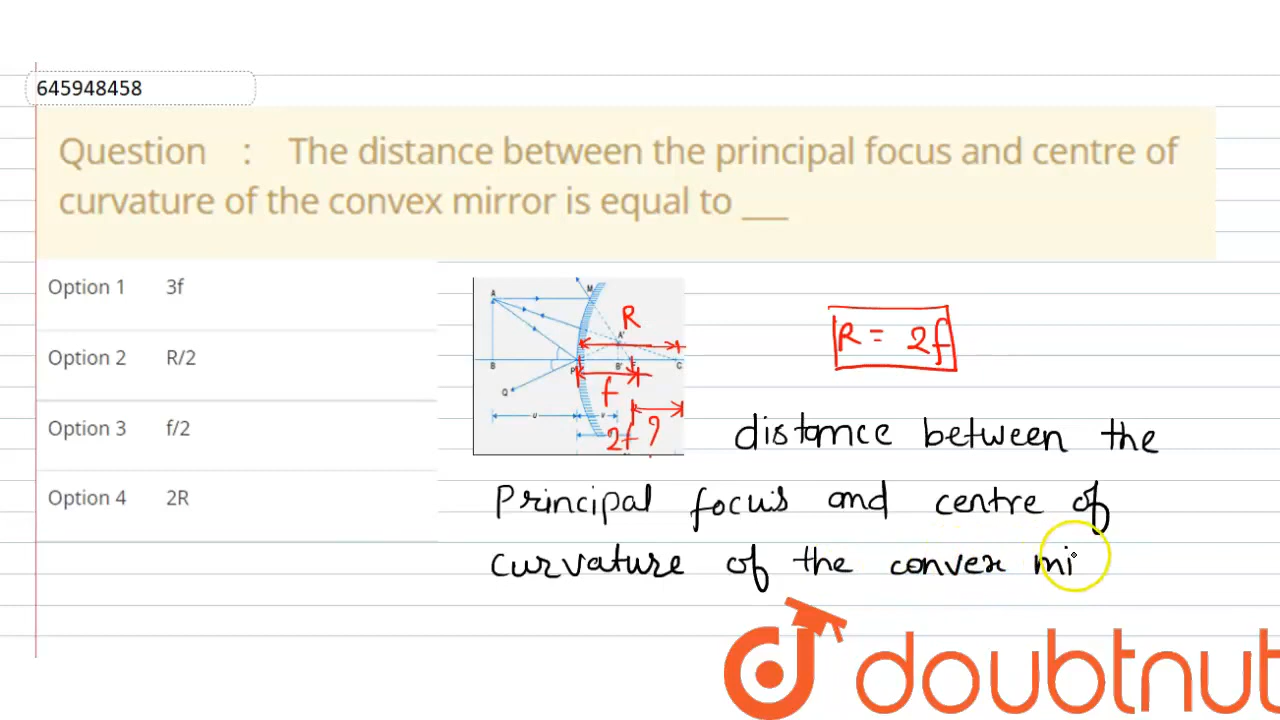 645948458
Question : The distance between the principal focus and centre of
curvature of the convex mirror is equal to ___
Option 1 3f
Option 2 R/2
Option 3 f/2
Option 4 2R
A
M
R
A'
B
P
B'
F
C
Q
f
u
v
2f ?
R = 2f
distance between the
Principal focus and centre of
curvature of the convex mi
doubtnut